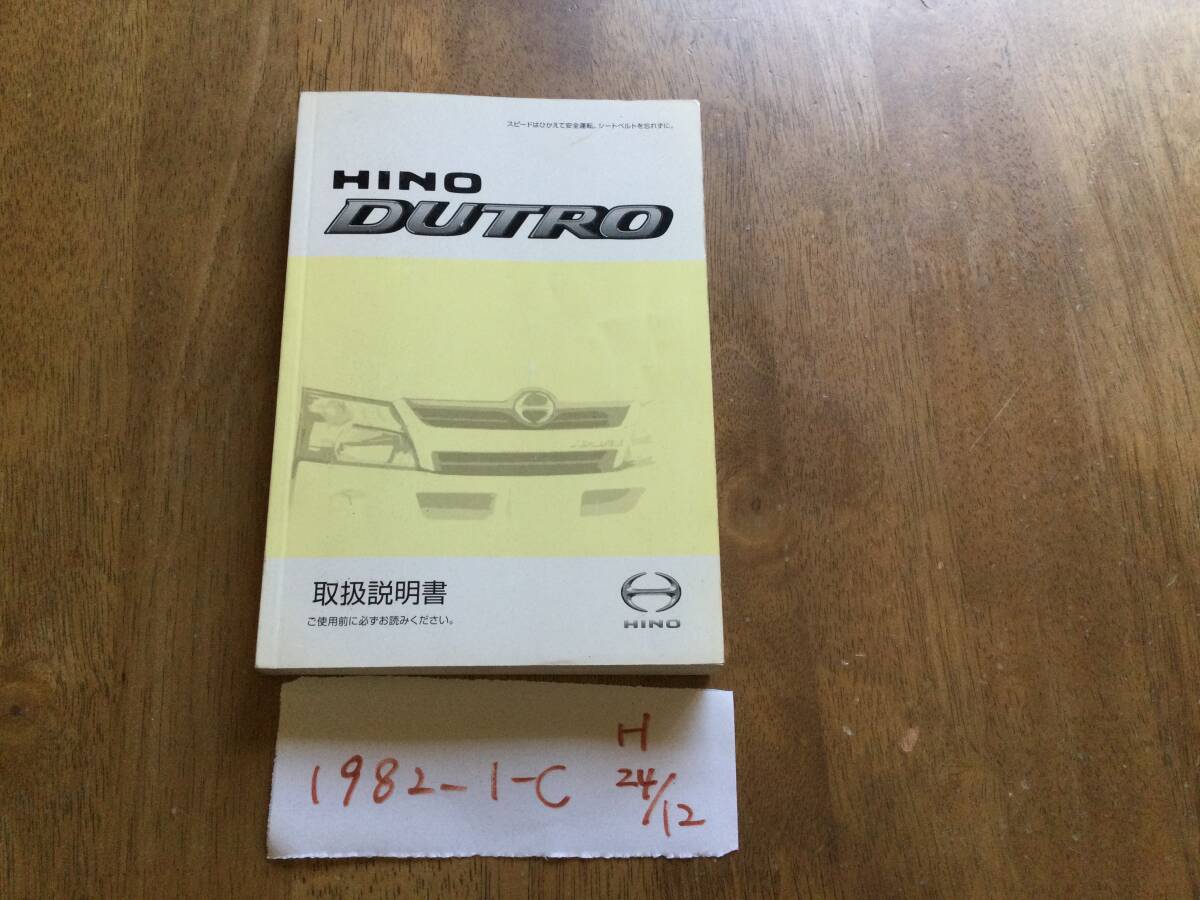 スピードはひかえて安全運転。シートベルトを忘れずに。
HINO
DUTRO
取扱説明書
ご使用前に必ずお読みください。
HINO
1982-1-C
H
24/12